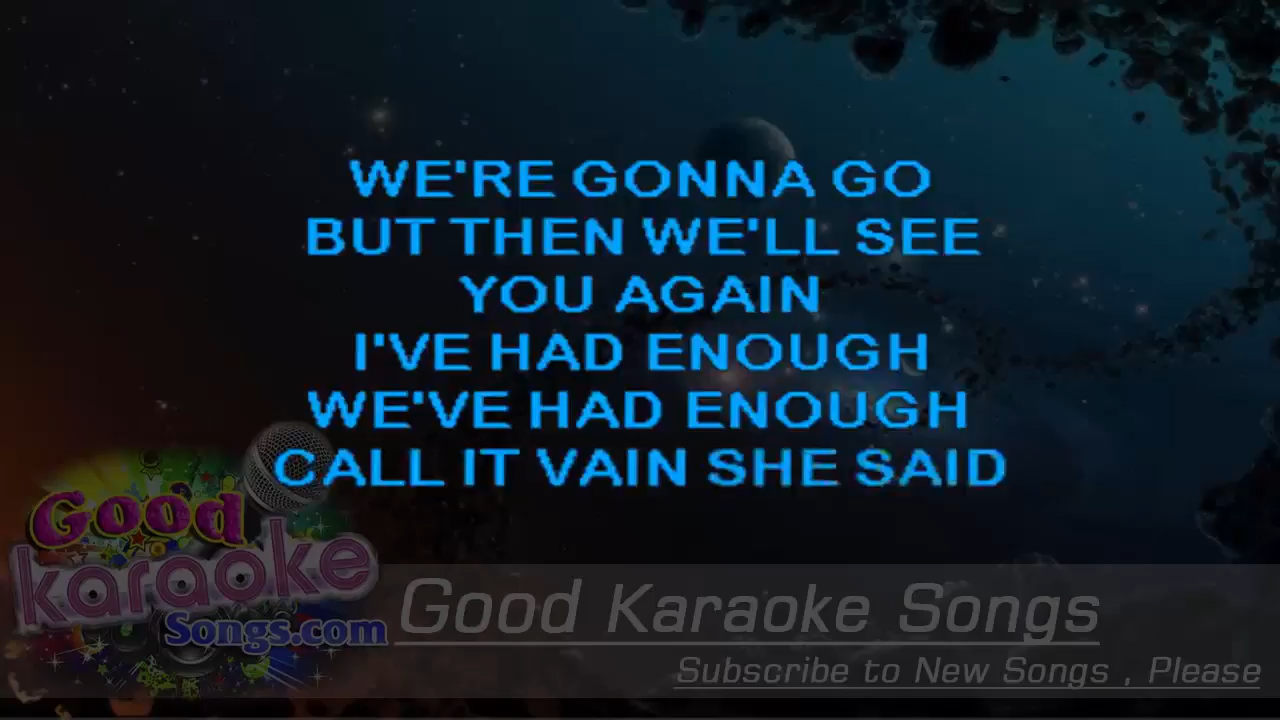 WE'RE GONNA GO
BUT THEN WE'LL SEE
YOU AGAIN
I'VE HAD ENOUGH
WE'VE HAD ENOUGH
CALL IT VAIN SHE SAID
Good
karaoke
Songs.com
Good Karaoke Songs
Subscribe to New Songs , Please